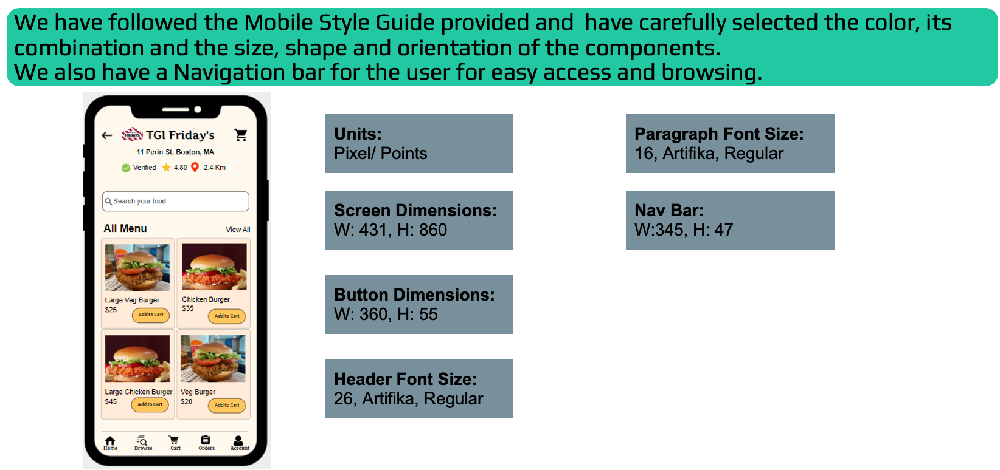 We have followed the Mobile Style Guide provided and  have carefully selected the color, its
combination and the size, shape and orientation of the components.
We also have a Navigation bar for the user for easy access and browsing.
FRIDAYS
TGI Friday's
11 Perin St, Boston, MA
Verified 4.80 2.4 Km
Search your food
All Menu View All
Large Veg Burger
$25
Add to Cart
Chicken Burger
$35
Add to Cart
Large Chicken Burger
$45
Add to Cart
Veg Burger
$20
Add to Cart
Home Browse Cart Orders Account
Units:
Pixel/ Points
Screen Dimensions:
W: 431, H: 860
Button Dimensions:
W: 360, H: 55
Header Font Size:
26, Artifika, Regular
Paragraph Font Size:
16, Artifika, Regular
Nav Bar:
W:345, H: 47